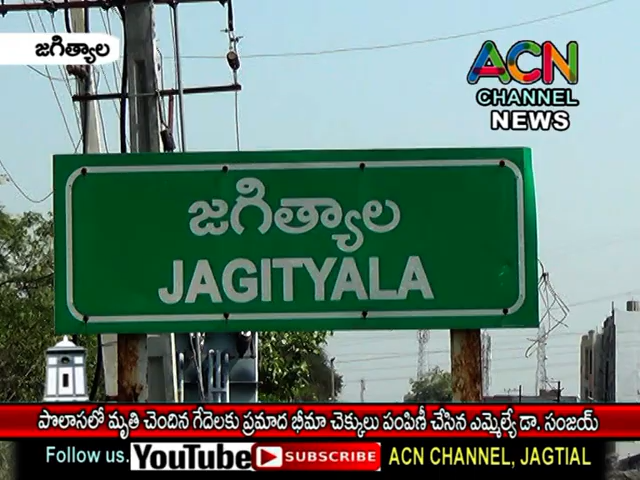 జగిత్యాల
ACN
CHANNEL
NEWS
జగిత్యాల
JAGITYALA
పొలాసలో మృతి చెందిన గేదెలకు ప్రమాద భీమా చెక్కులు పంపిణీ చేసిన ఎమ్మెల్యే డా. సంజయ్
Follow us. YouTube SUBSCRIBE ACN CHANNEL, JAGTIAL